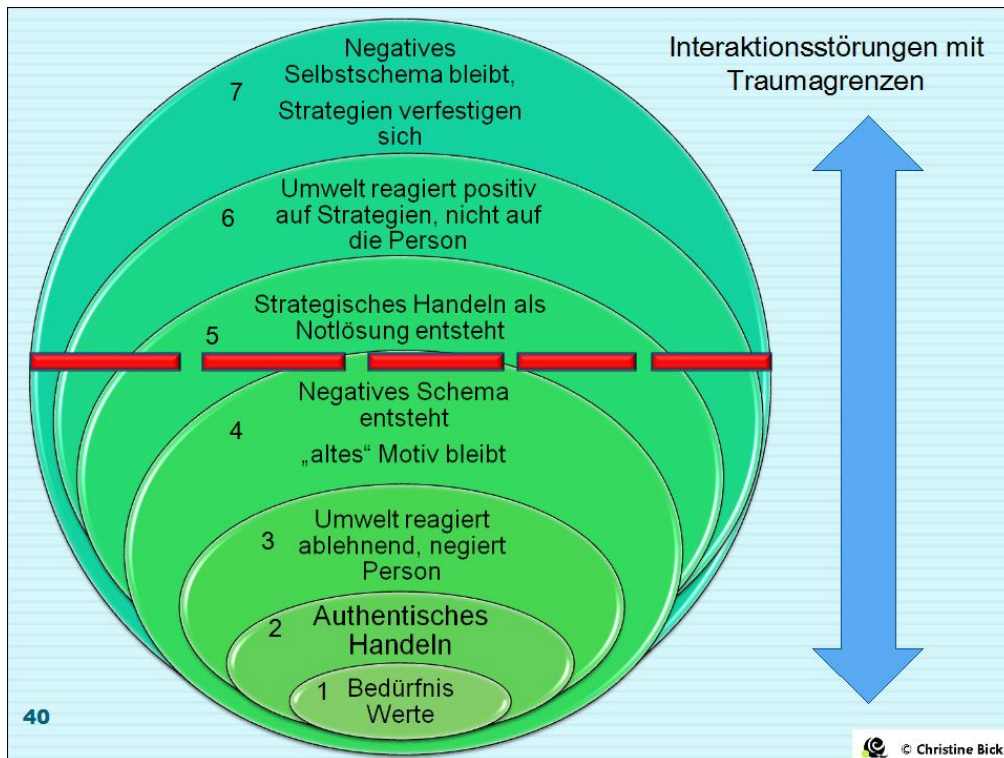 Interaktionsstörungen mit
Traumagrenzen
7
Negatives
Selbstschema bleibt,
Strategien verfestigen
sich
6
Umwelt reagiert positiv
auf Strategien, nicht auf
die Person
5
Strategisches Handeln als
Notlösung entsteht
4
Negatives Schema
entsteht
„altes“ Motiv bleibt
3
Umwelt reagiert
ablehnend, negiert
Person
2
Authentisches
Handeln
1
Bedürfnis
Werte
40
© Christine Bick